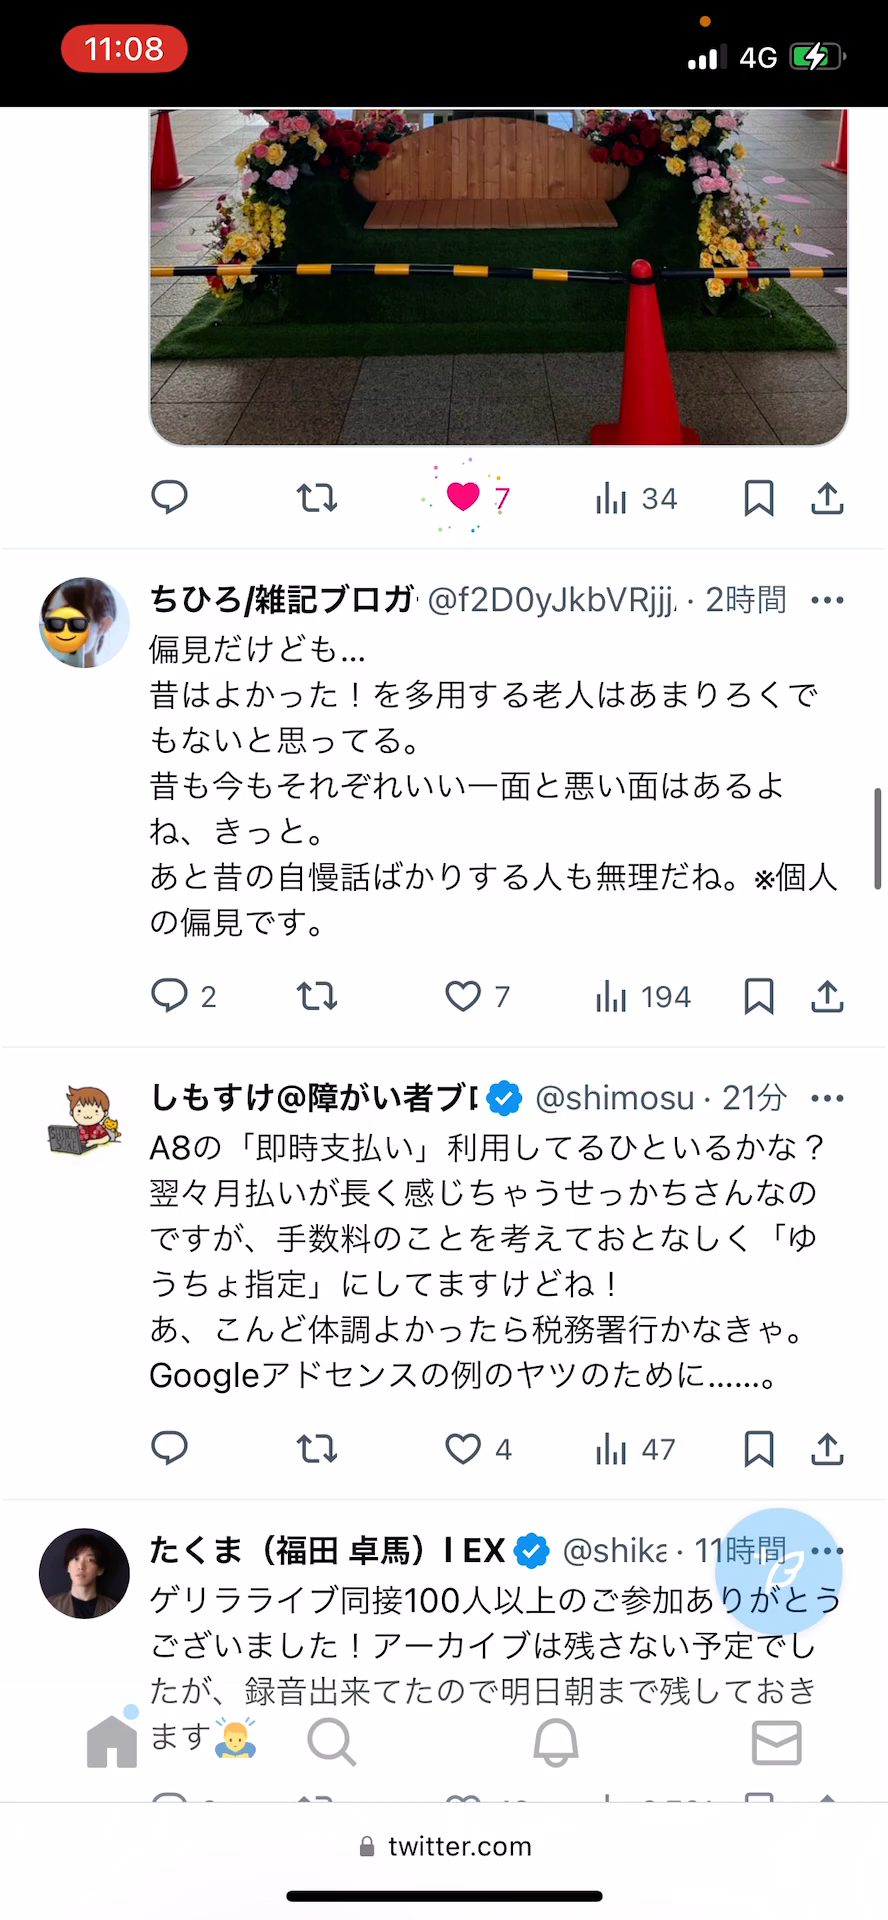 11:08
4G
7
34
ちひろ/雑記ブロガ @f2D0yJkbVRjjj · 2時間
偏見だけども...
昔はよかった！を多用する老人はあまりろくで
もないと思ってる。
昔も今もそれぞれいい一面と悪い面はあるよ
ね、きっと。
あと昔の自慢話ばかりする人も無理だね。※個人
の偏見です。
2
7
194
しもすけ@障がい者ブ @shimosu · 21分
A8の「即時支払い」利用してるひといるかな？
翌々月払いが長く感じちゃうせっかちさんなの
ですが、手数料のことを考えておとなしく「ゆ
うちょ指定」にしてますけどね！
あ、こんど体調よかったら税務署行かなきゃ。
Googleアドセンスの例のヤツのために......。
4
47
たくま（福田 卓馬）l EX @shika · 11時間
ゲリラライブ同接100人以上のご参加ありがとう
ございました！アーカイブは残さない予定でし
たが、録音出来てたので明日朝まで残しておき
ます
twitter.com